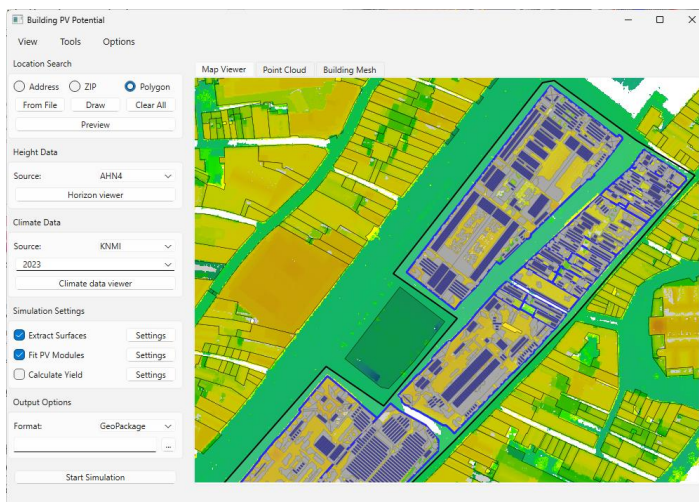 Building PV Potential
View Tools Options
Location Search
Address ZIP Polygon
From File Draw Clear All
Preview
Height Data
Source: AHN4
Horizon viewer
Climate Data
Source: KNMI
2023
Climate data viewer
Simulation Settings
Extract Surfaces Settings
Fit PV Modules Settings
Calculate Yield Settings
Output Options
Format: GeoPackage
...
Start Simulation
Map Viewer Point Cloud Building Mesh